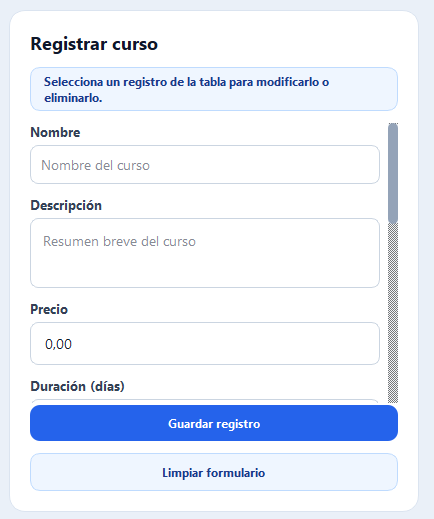 Registrar curso
Selecciona un registro de la tabla para modificarlo o
eliminarlo.
Nombre
Nombre del curso
Descripción
Resumen breve del curso
Precio
0,00
Duración (días)
Guardar registro
Limpiar formulario